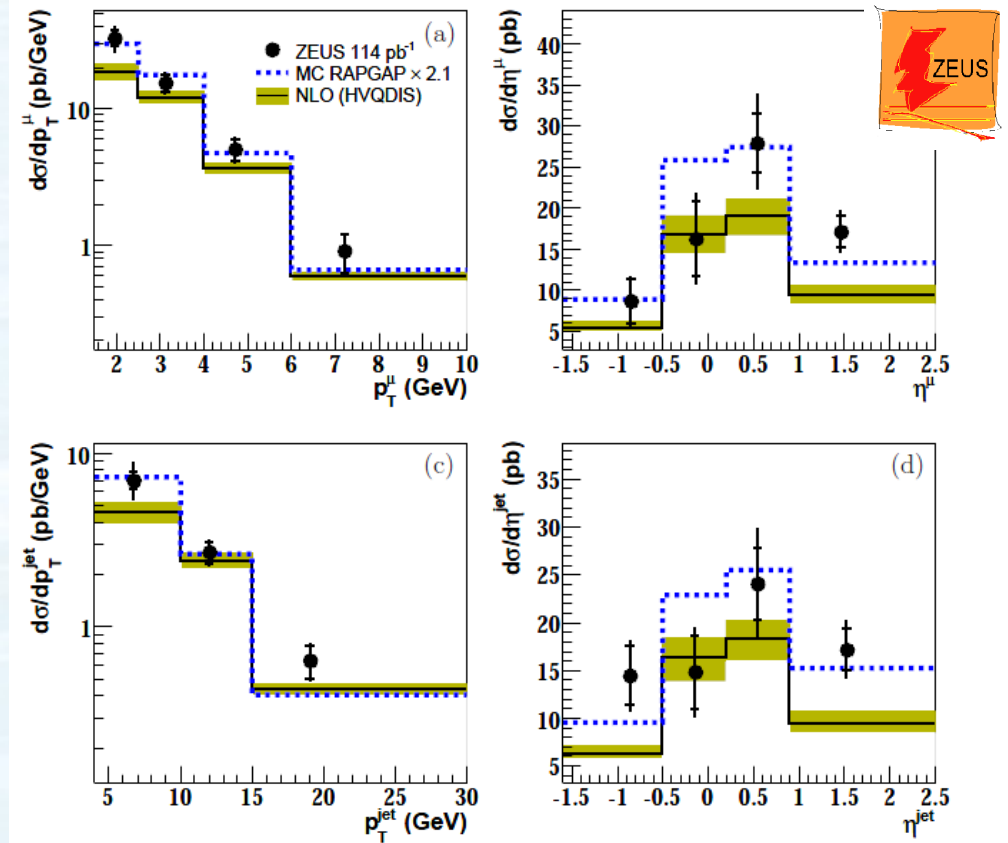 dσ/dp_T^μ (pb/GeV)
(a)
ZEUS 114 pb⁻¹
MC RAPGAP × 2.1
NLO (HVQDIS)
10
1
2 3 4 5 6 7 8 9 10
p_T^μ (GeV)
dσ/dη^μ (pb)
ZEUS
40
35
30
25
20
15
10
5
-1.5 -1 -0.5 0 0.5 1 1.5 2 2.5
η^μ
dσ/dp_T^jet (pb/GeV)
(c)
10
1
5 10 15 20 25 30
p_T^jet (GeV)
dσ/dη^jet (pb)
(d)
35
30
25
20
15
10
5
-1.5 -1 -0.5 0 0.5 1 1.5 2 2.5
η^jet